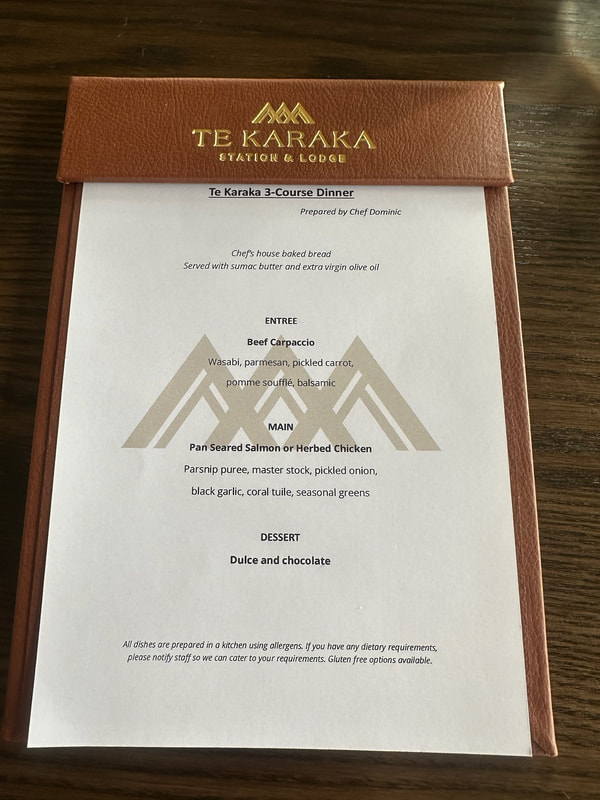 TE KARAKA
STATION & LODGE
Te Karaka 3-Course Dinner
Prepared by Chef Dominic
Chef's house baked bread
Served with sumac butter and extra virgin olive oil
ENTREE
Beef Carpaccio
Wasabi, parmesan, pickled carrot,
pomme soufflé, balsamic
MAIN
Pan Seared Salmon or Herbed Chicken
Parsnip puree, master stock, pickled onion,
black garlic, coral tuile, seasonal greens
DESSERT
Dulce and chocolate
All dishes are prepared in a kitchen using allergens. If you have any dietary requirements,
please notify staff so we can cater to your requirements. Gluten free options available.